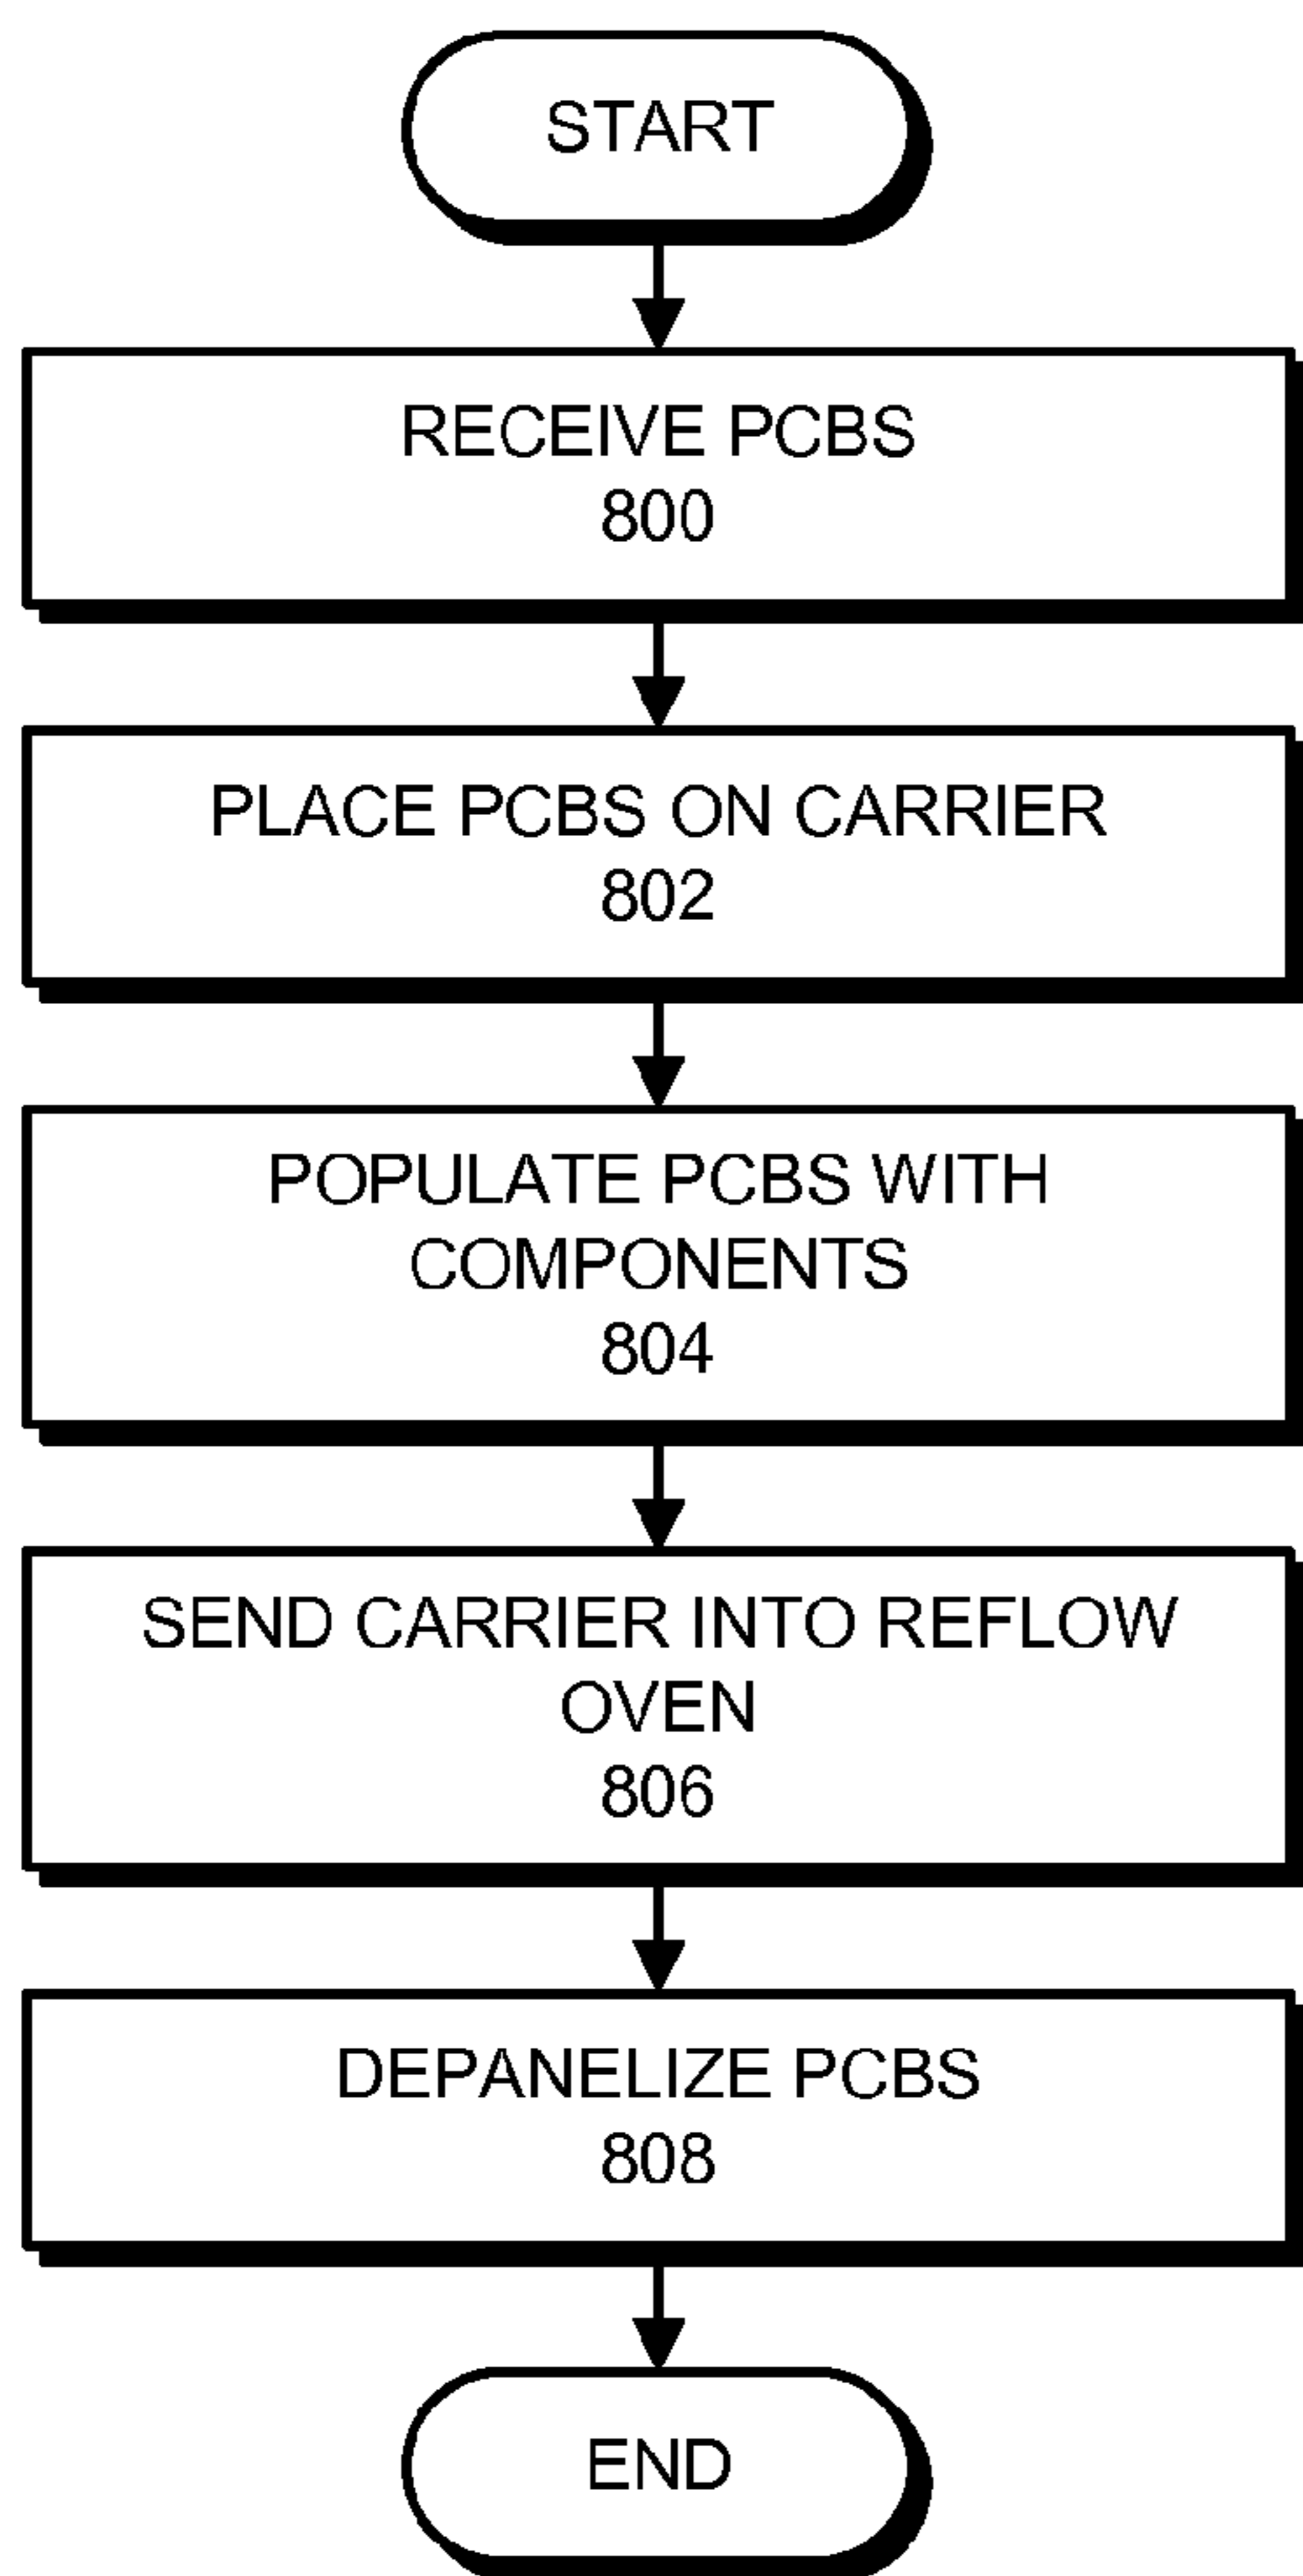 START
RECEIVE PCBS
800
PLACE PCBS ON CARRIER
802
POPULATE PCBS WITH
COMPONENTS
804
SEND CARRIER INTO REFLOW
OVEN
806
DEPANELIZE PCBS
808
END